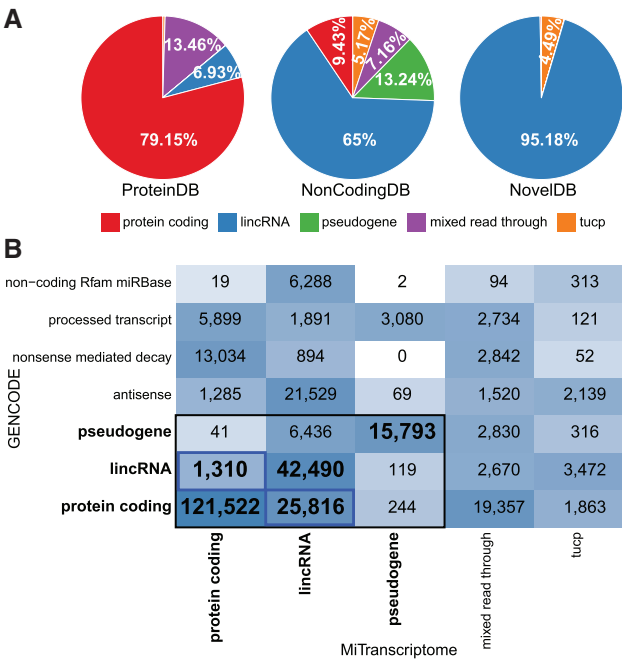 A
13.46%
6.93%
79.15%
ProteinDB
9.43%
5.17%
7.16%
13.24%
65%
NonCodingDB
4.49%
95.18%
NovelDB
protein coding lincRNA pseudogene mixed read through tucp
B
GENCODE
non−coding Rfam miRBase 19 6,288 2 94 313
processed transcript 5,899 1,891 3,080 2,734 121
nonsense mediated decay 13,034 894 0 2,842 52
antisense 1,285 21,529 69 1,520 2,139
pseudogene 41 6,436 15,793 2,830 316
lincRNA 1,310 42,490 119 2,670 3,472
protein coding 121,522 25,816 244 19,357 1,863
protein coding lincRNA pseudogene mixed read through tucp
MiTranscriptome